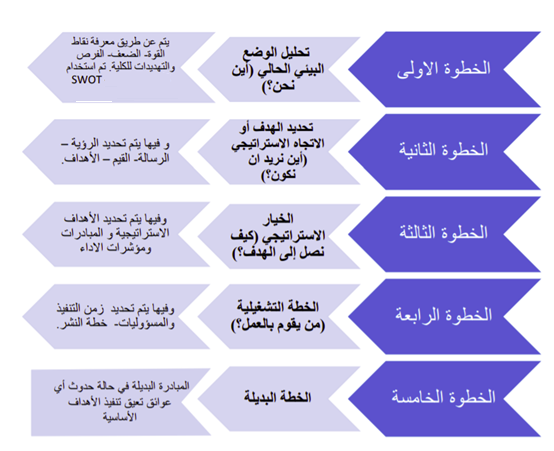 الخطوة الاولى
تحليل الوضع
البيئي الحالي (أين
نحن؟)
يتم عن طريق معرفة نقاط
القوة- الضعف- الفرص
والتهديدات للكلية. تم استخدام
SWOT
الخطوة الثانية
تحديد الهدف أو
الاتجاه الاستراتيجي
(أين نريد ان
نكون؟)
و فيها يتم تحديد الرؤية –
الرسالة- القيم – الأهداف.
الخطوة الثالثة
الخيار
الاستراتيجي (كيف
نصل إلى الهدف؟)
وفيها يتم تحديد الأهداف
الاستراتيجية و المبادرات
ومؤشرات الاداء
الخطوة الرابعة
الخطة التشغيلية
(من يقوم بالعمل؟)
وفيها يتم تحديد زمن التنفيذ
والمسؤوليات- خطة النشر.
الخطوة الخامسة
الخطة البديلة
المبادرة البديلة في حالة حدوث أي
عوائق تعيق تنفيذ الأهداف
الأساسية